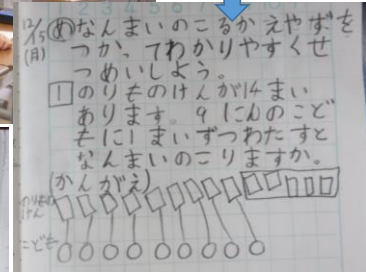 12/15
(月)
め なんまいのこるかえやずを
つかってわかりやすくせ
つめいしよう。
1 のりものけんが14まい
あります。9にんのこど
もに1まいずつわたすと
なんまいのこりますか。
(かんがえ)
のりもの
けん
こども